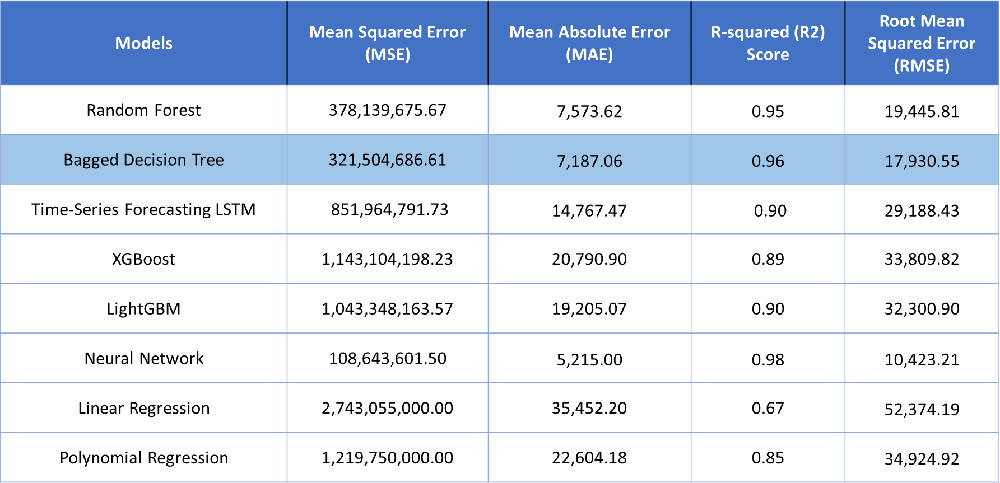 Models Mean Squared Error (MSE) Mean Absolute Error (MAE) R-squared (R2) Score Root Mean Squared Error (RMSE)
Random Forest 378,139,675.67 7,573.62 0.95 19,445.81
Bagged Decision Tree 321,504,686.61 7,187.06 0.96 17,930.55
Time-Series Forecasting LSTM 851,964,791.73 14,767.47 0.90 29,188.43
XGBoost 1,143,104,198.23 20,790.90 0.89 33,809.82
LightGBM 1,043,348,163.57 19,205.07 0.90 32,300.90
Neural Network 108,643,601.50 5,215.00 0.98 10,423.21
Linear Regression 2,743,055,000.00 35,452.20 0.67 52,374.19
Polynomial Regression 1,219,750,000.00 22,604.18 0.85 34,924.92